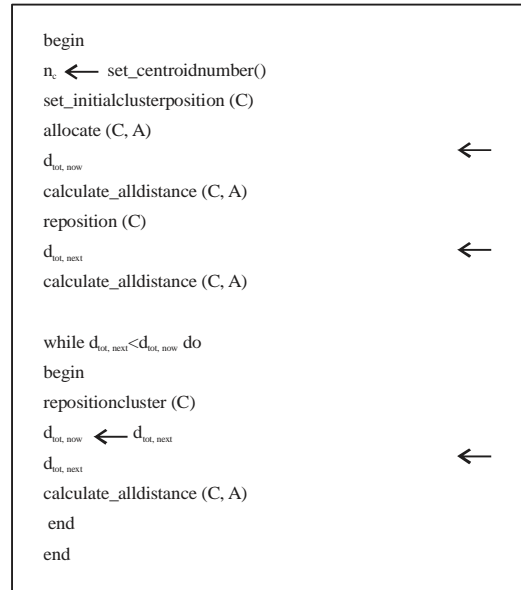 begin
n_c ← set_centroidnumber()
set_initialclusterposition (C)
allocate (C, A)
d_tot, now ←
calculate_alldistance (C, A)
reposition (C)
d_tot, next ←
calculate_alldistance (C, A)
while d_tot, next<d_tot, now do
begin
repositioncluster (C)
d_tot, now ← d_tot, next
d_tot, next ←
calculate_alldistance (C, A)
end
end